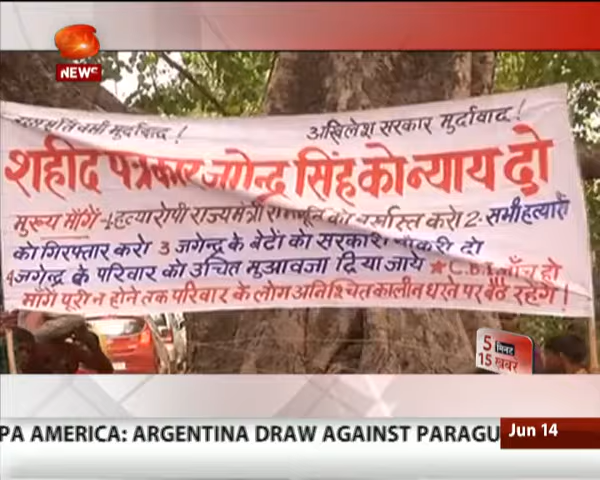 NEWS
मुर्दाबाद! अखिलेश सरकार मुर्दाबाद!
शहीद पत्रकार जगेन्द्र सिंह को न्याय दो
मुख्य माँगें - 1 हत्यारोपी राज्यमंत्री को बर्खास्त करो 2- सभी हत्यारों
को गिरफ्तार करो 3 जगेन्द्र के बेटों को सरकारी नौकरी दो
4 जगेन्द्र के परिवार को उचित मुआवजा दिया जाये ★ C.B.I. जाँच हो
माँगें पूरी न होने तक परिवार के लोग अनिश्चितकालीन धरने पर बैठे रहेंगे!
5 मिनट
15 खबर
PA AMERICA: ARGENTINA DRAW AGAINST PARAGU
Jun 14